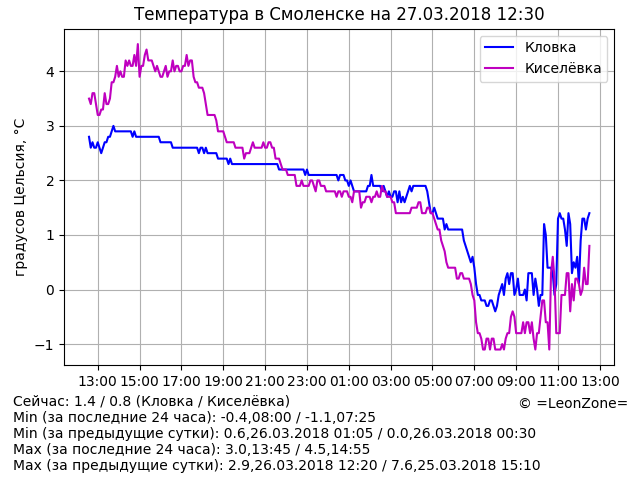 Температура в Смоленске на 27.03.2018 12:30
Кловка
Киселёвка
градусов Цельсия, °C
4
3
2
1
0
−1
13:00 15:00 17:00 19:00 21:00 23:00 01:00 03:00 05:00 07:00 09:00 11:00 13:00
Сейчас: 1.4 / 0.8 (Кловка / Киселёвка)
© =LeonZone=
Min (за последние 24 часа): -0.4,08:00 / -1.1,07:25
Min (за предыдущие сутки): 0.6,26.03.2018 01:05 / 0.0,26.03.2018 00:30
Max (за последние 24 часа): 3.0,13:45 / 4.5,14:55
Max (за предыдущие сутки): 2.9,26.03.2018 12:20 / 7.6,25.03.2018 15:10